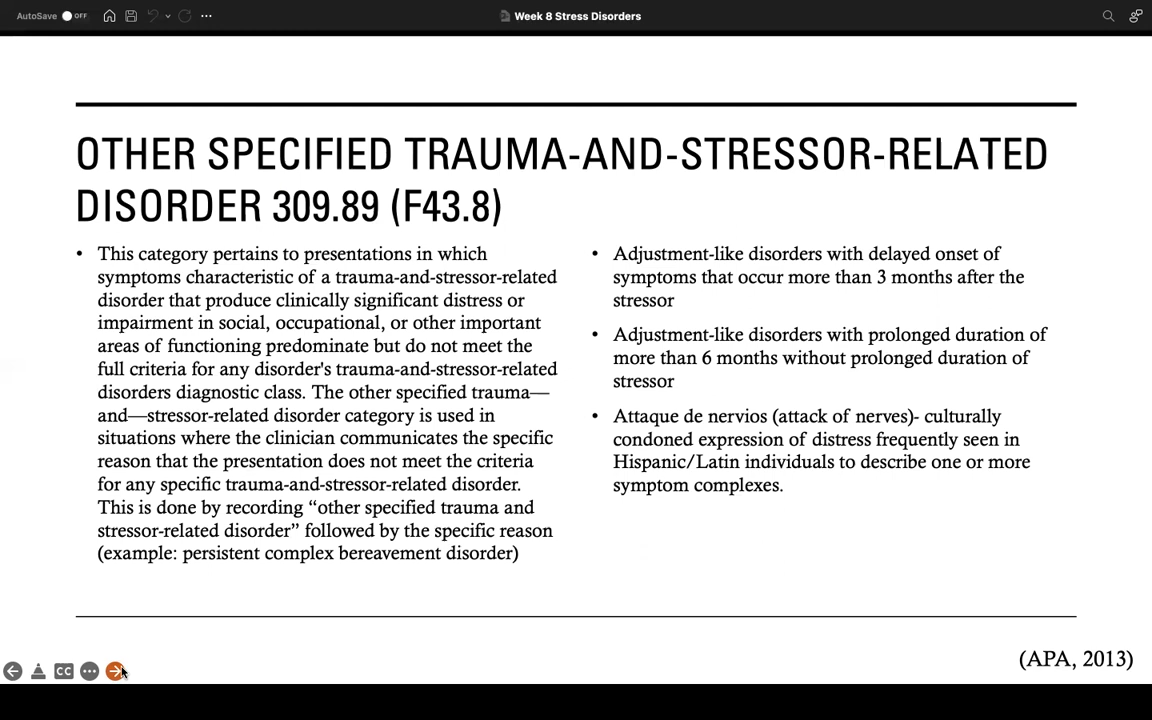 AutoSave OFF
Week 8 Stress Disorders
OTHER SPECIFIED TRAUMA-AND-STRESSOR-RELATED
DISORDER 309.89 (F43.8)
• This category pertains to presentations in which
symptoms characteristic of a trauma-and-stressor-related
disorder that produce clinically significant distress or
impairment in social, occupational, or other important
areas of functioning predominate but do not meet the
full criteria for any disorder's trauma-and-stressor-related
disorders diagnostic class. The other specified trauma—
and—stressor-related disorder category is used in
situations where the clinician communicates the specific
reason that the presentation does not meet the criteria
for any specific trauma-and-stressor-related disorder.
This is done by recording “other specified trauma and
stressor-related disorder” followed by the specific reason
(example: persistent complex bereavement disorder)
• Adjustment-like disorders with delayed onset of
symptoms that occur more than 3 months after the
stressor
• Adjustment-like disorders with prolonged duration of
more than 6 months without prolonged duration of
stressor
• Attaque de nervios (attack of nerves)- culturally
condoned expression of distress frequently seen in
Hispanic/Latin individuals to describe one or more
symptom complexes.
(APA, 2013)
CC